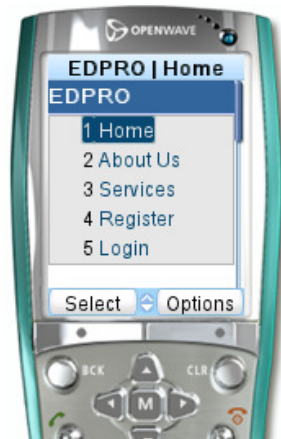 OPENWAVE
EDPRO | Home
EDPRO
1 Home
2 About Us
3 Services
4 Register
5 Login
Select Options
BCK CLR
M